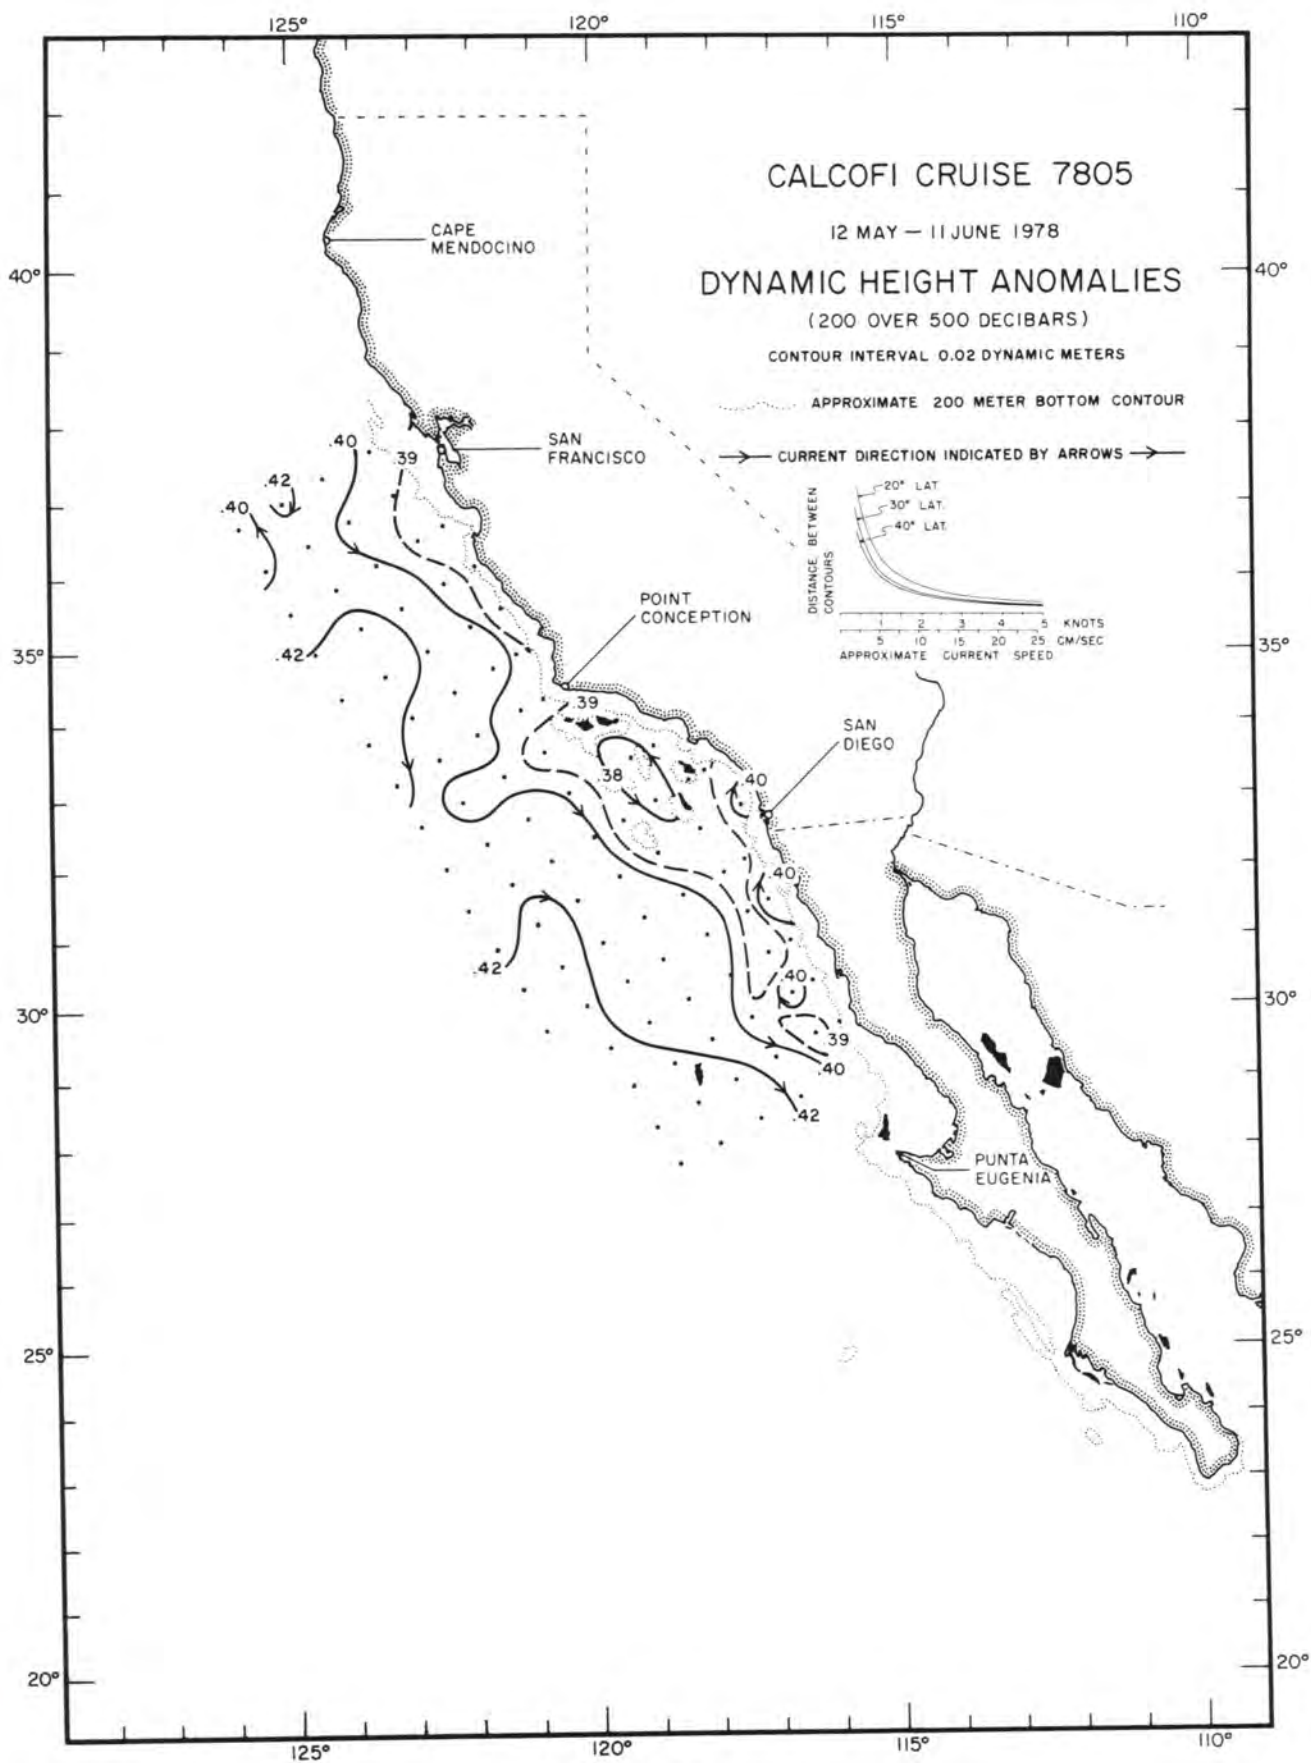 125°
120°
115°
110°
CALCOFI CRUISE 7805
12 MAY — 11 JUNE 1978
DYNAMIC HEIGHT ANOMALIES
(200 OVER 500 DECIBARS)
CONTOUR INTERVAL 0.02 DYNAMIC METERS
APPROXIMATE 200 METER BOTTOM CONTOUR
CURRENT DIRECTION INDICATED BY ARROWS
CAPE
MENDOCINO
40°
40°
SAN
FRANCISCO
.40
.39
.42
.40
20° LAT.
30° LAT.
40° LAT.
DISTANCE BETWEEN
CONTOURS
.2 .3 .4 .5 KNOTS
5 10 15 20 25 CM/SEC
APPROXIMATE CURRENT SPEED
POINT
CONCEPTION
35°
35°
.42
.39
SAN
DIEGO
.38
.40
.40
.42
.40
30°
30°
.39
.40
.42
PUNTA
EUGENIA
25°
25°
20°
20°
125°
120°
115°
110°